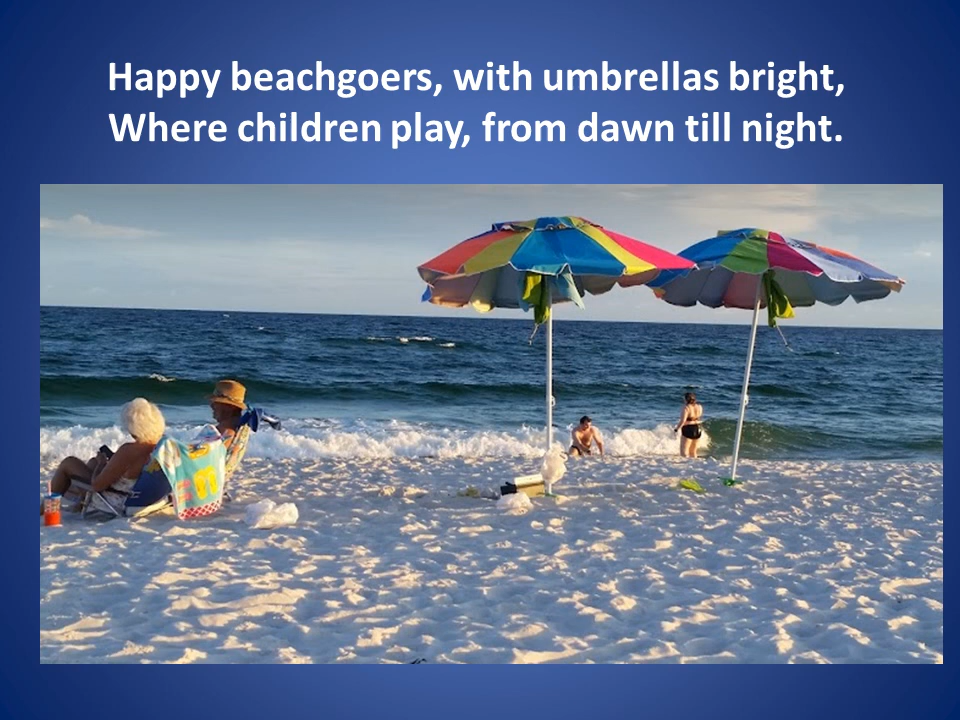 Happy beachgoers, with umbrellas bright,
Where children play, from dawn till night.